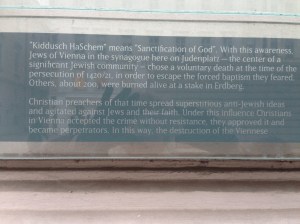 "Kiddusch HaSchem" means "Sanctification of God". With this awareness,
Jews of Vienna in the synagogue here on Judenplatz – the center of a
significant Jewish community – chose a voluntary death at the time of the
persecution of 1420/21, in order to escape the forced baptism they feared.
Others, about 200, were burned alive at a stake in Erdberg.
Christian preachers of that time spread superstitious anti-Jewish ideas
and agitated against Jews and their faith. Under this influence Christians
in Vienna accepted the crime without resistance, they approved it and
became perpetrators. In this way, the destruction of the Viennese